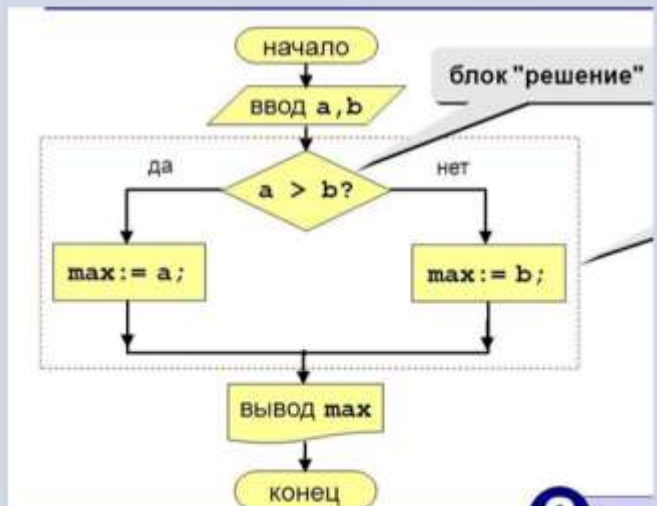 начало
блок "решение"
ввод a,b
да
нет
a > b?
max:= a;
max:= b;
вывод max
конец